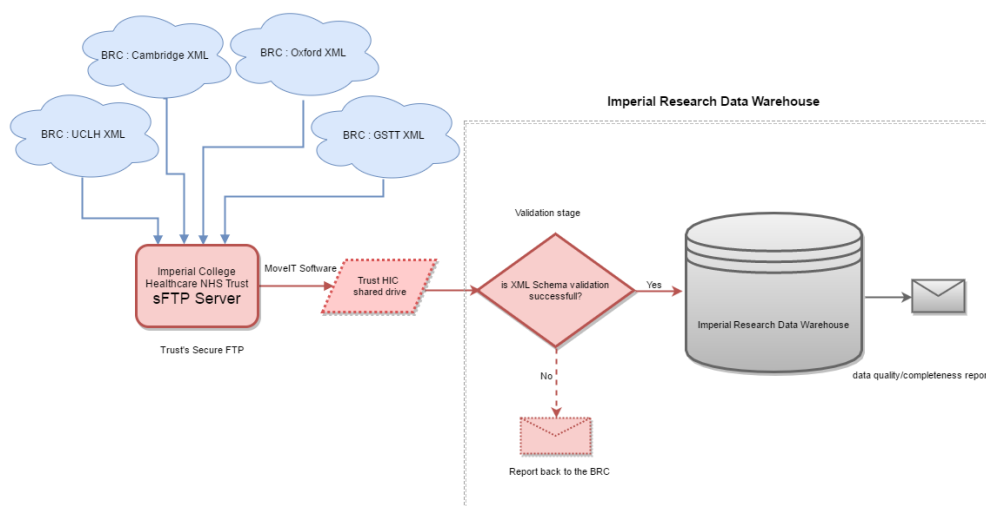 BRC : Cambridge XML
BRC : Oxford XML
BRC : UCLH XML
BRC : GSTT XML
Imperial Research Data Warehouse
Validation stage
Imperial College
Healthcare NHS Trust
sFTP Server
MoveIT Software
Trust HIC
shared drive
is XML Schema validation
successfull?
Yes
Imperial Research Data Warehouse
Trust's Secure FTP
No
data quality/completeness repor
Report back to the BRC